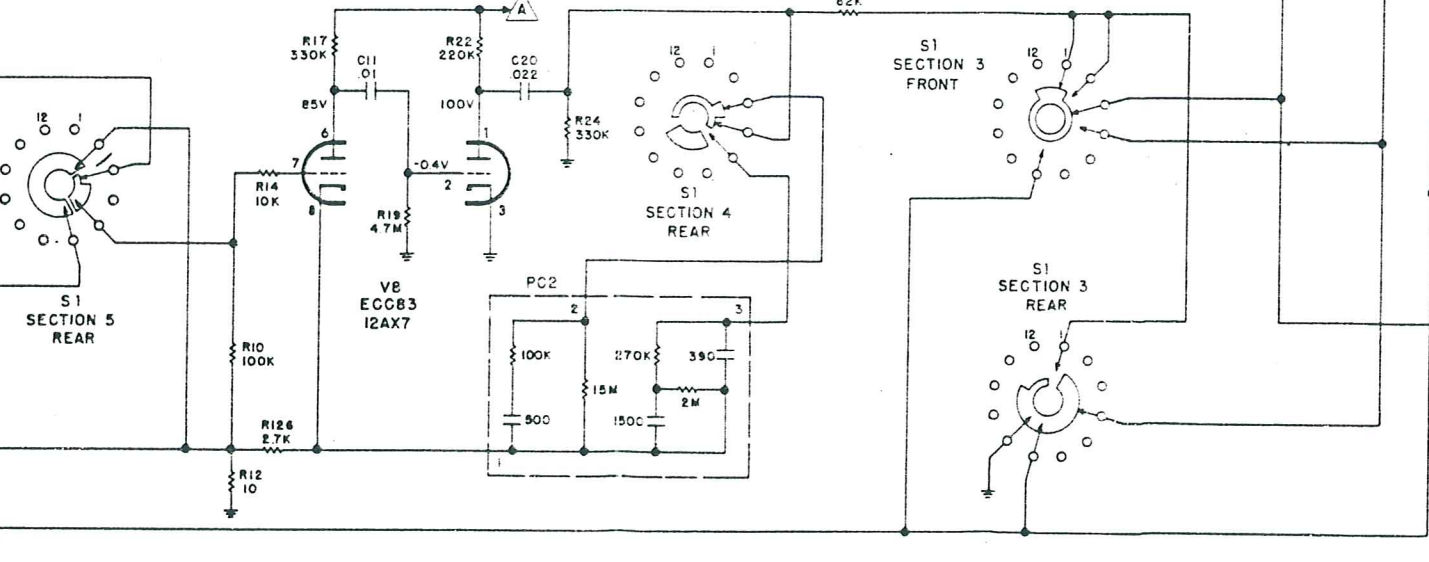 A
82K
R17
330K
R22
220K
C11
.01
C20
.022
85V
100V
12
1
S1
SECTION 3
FRONT
12
1
12
1
R24
330K
6
1
7
-0.4V
2
R14
10K
8
3
R19
4.7M
S1
SECTION 4
REAR
V8
ECC83
12AX7
S1
SECTION 5
REAR
PC2
S1
SECTION 3
REAR
2
3
12
1
R10
100K
100K
270K
390
15M
2M
500
1500
R126
2.7K
1
R12
10